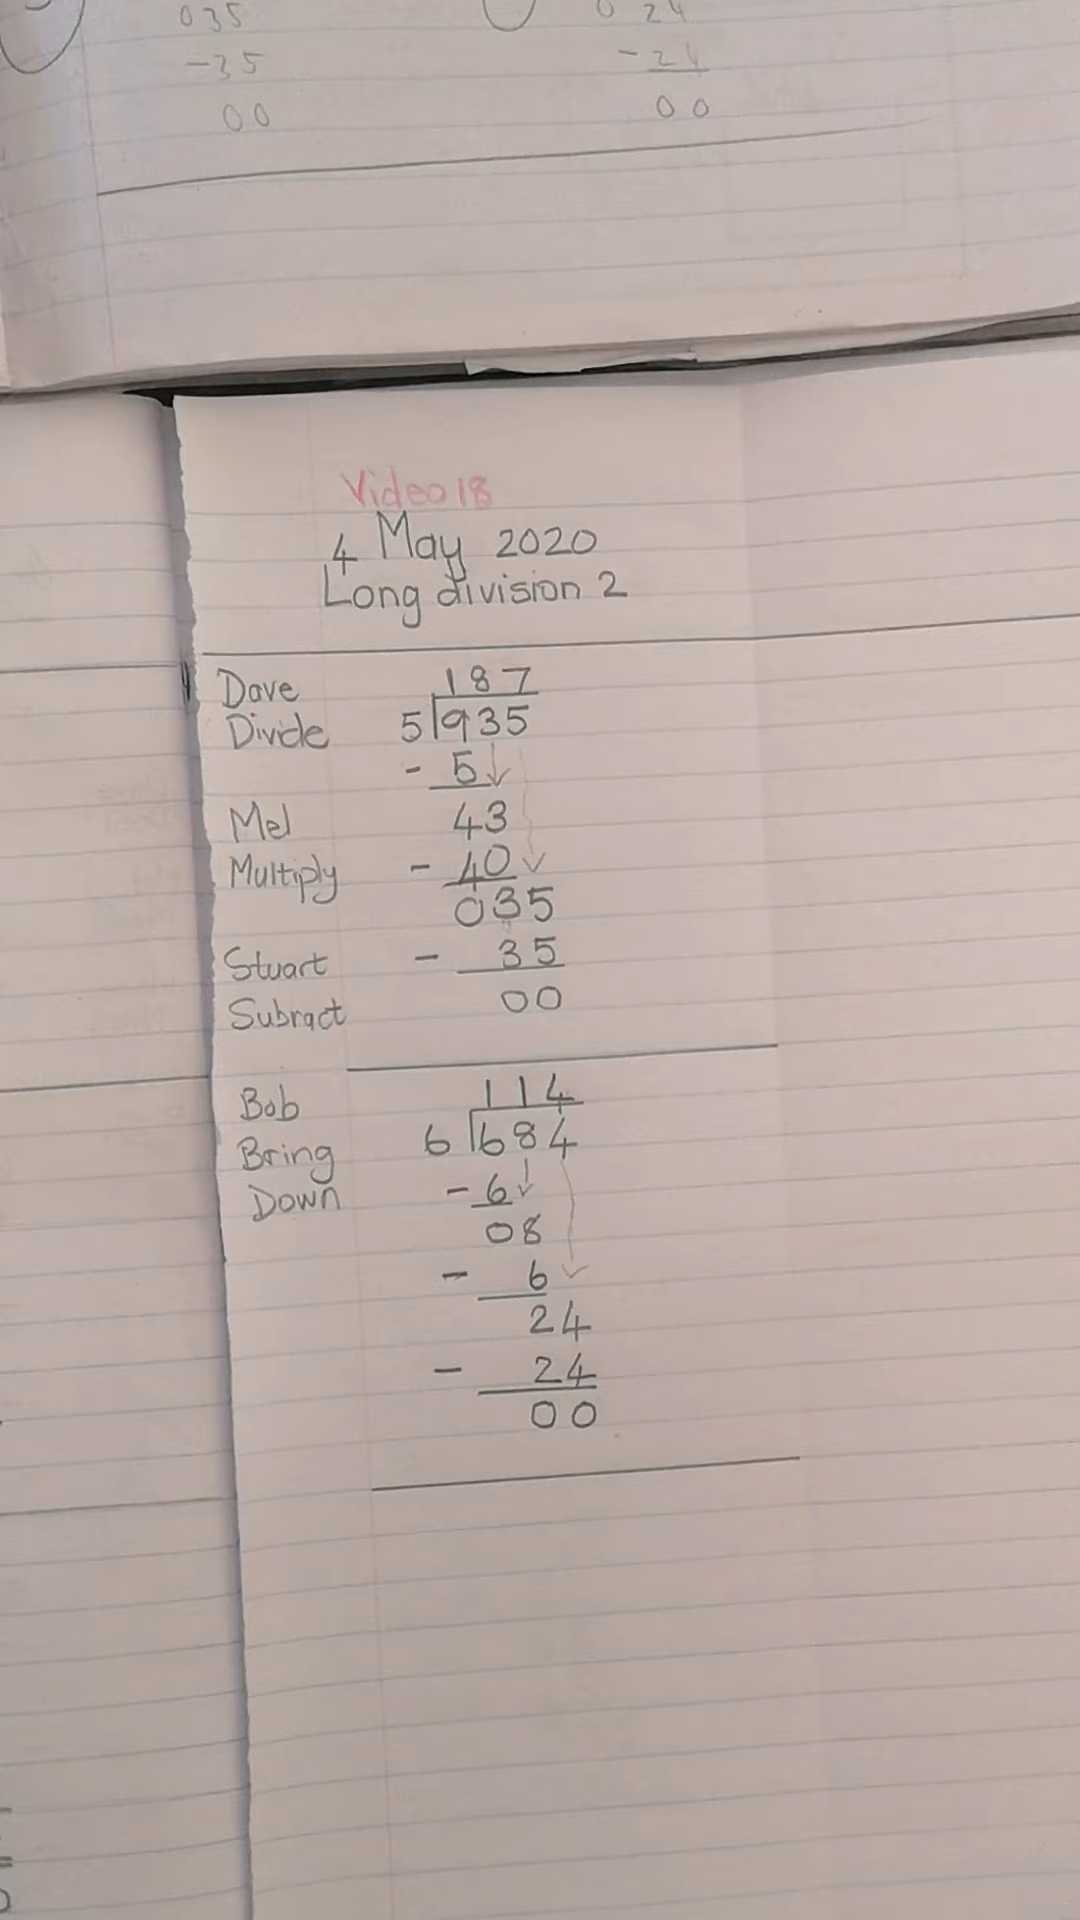 035
024
-35
-24
00
00
Video 18
4 May 2020
Long division 2
Dave
187
Divide
5 935
- 5
Mel
43
Multiply
- 40
035
Stuart
- 35
Subract
00
Bob
114
Bring
6 684
Down
- 6
08
- 6
24
- 24
00